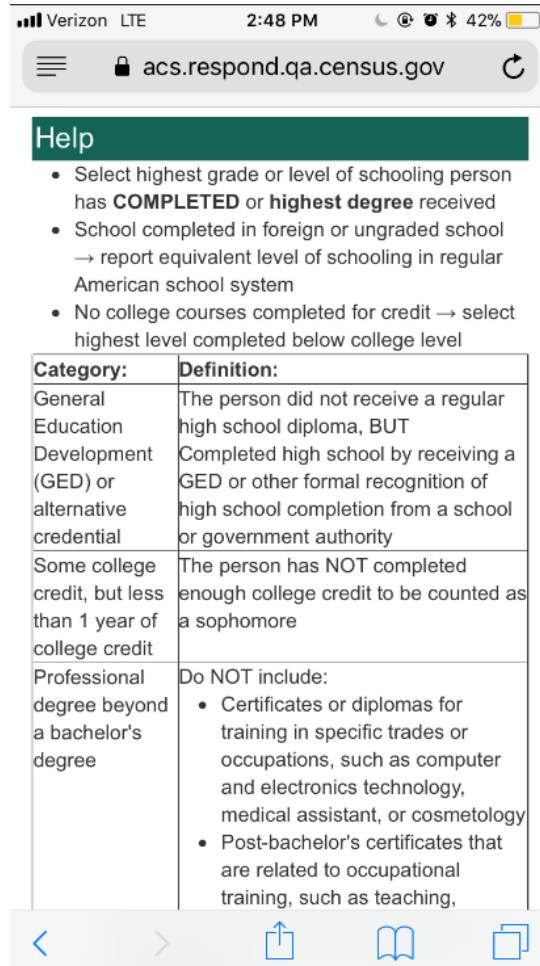 Verizon LTE 2:48 PM 42%
acs.respond.qa.census.gov
Help
• Select highest grade or level of schooling person
has COMPLETED or highest degree received
• School completed in foreign or ungraded school
→ report equivalent level of schooling in regular
American school system
• No college courses completed for credit → select
highest level completed below college level
Category: Definition:
General
Education
Development
(GED) or
alternative
credential
The person did not receive a regular
high school diploma, BUT
Completed high school by receiving a
GED or other formal recognition of
high school completion from a school
or government authority
Some college
credit, but less
than 1 year of
college credit
The person has NOT completed
enough college credit to be counted as
a sophomore
Professional
degree beyond
a bachelor's
degree
Do NOT include:
• Certificates or diplomas for
training in specific trades or
occupations, such as computer
and electronics technology,
medical assistant, or cosmetology
• Post-bachelor's certificates that
are related to occupational
training, such as teaching,